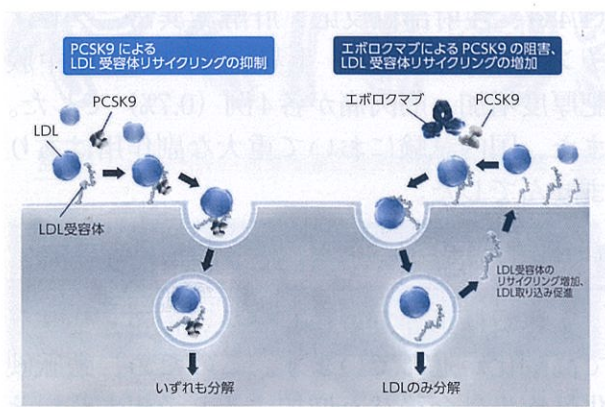 PCSK9 による
LDL 受容体リサイクリングの抑制
エボロクマブによる PCSK9 の阻害、
LDL 受容体リサイクリングの増加
PCSK9
LDL
LDL受容体
いずれも分解
エボロクマブ
PCSK9
LDL受容体の
リサイクリング増加、
LDL取り込み促進
LDLのみ分解